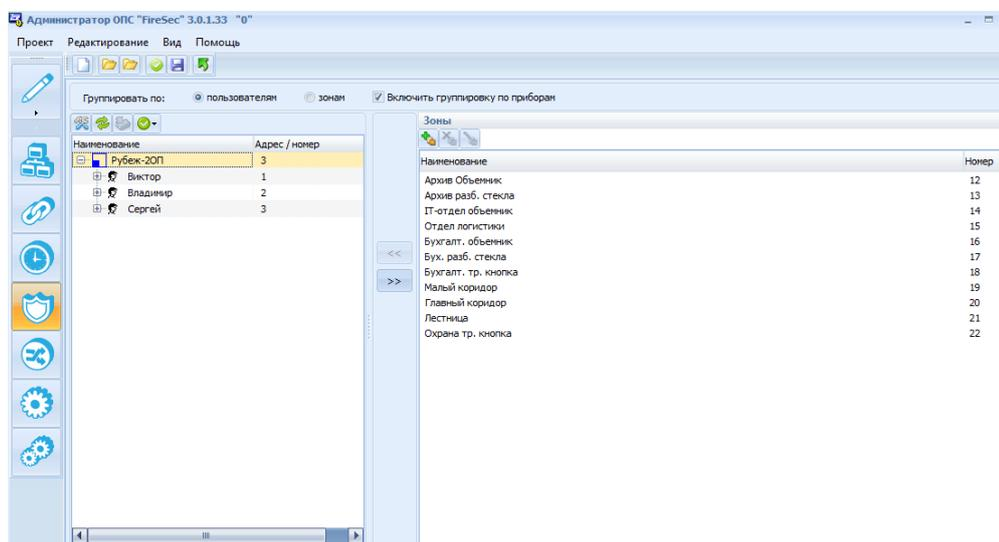 Администратор ОПС "FireSec" 3.0.1.33 "0"
Проект Редактирование Вид Помощь
Группировать по: пользователям зонам Включить группировку по приборам
Зоны
Наименование Адрес / номер
Наименование Номер
Рубеж-2ОП 3
Виктор 1
Владимир 2
Сергей 3
Архив Объемник 12
Архив разб. стекла 13
IT-отдел объемник 14
Отдел логистики 15
Бухгалт. объемник 16
Бух. разб. стекла 17
Бухгалт. тр. кнопка 18
Малый коридор 19
Главный коридор 20
Лестница 21
Охрана тр. кнопка 22
<<
>>